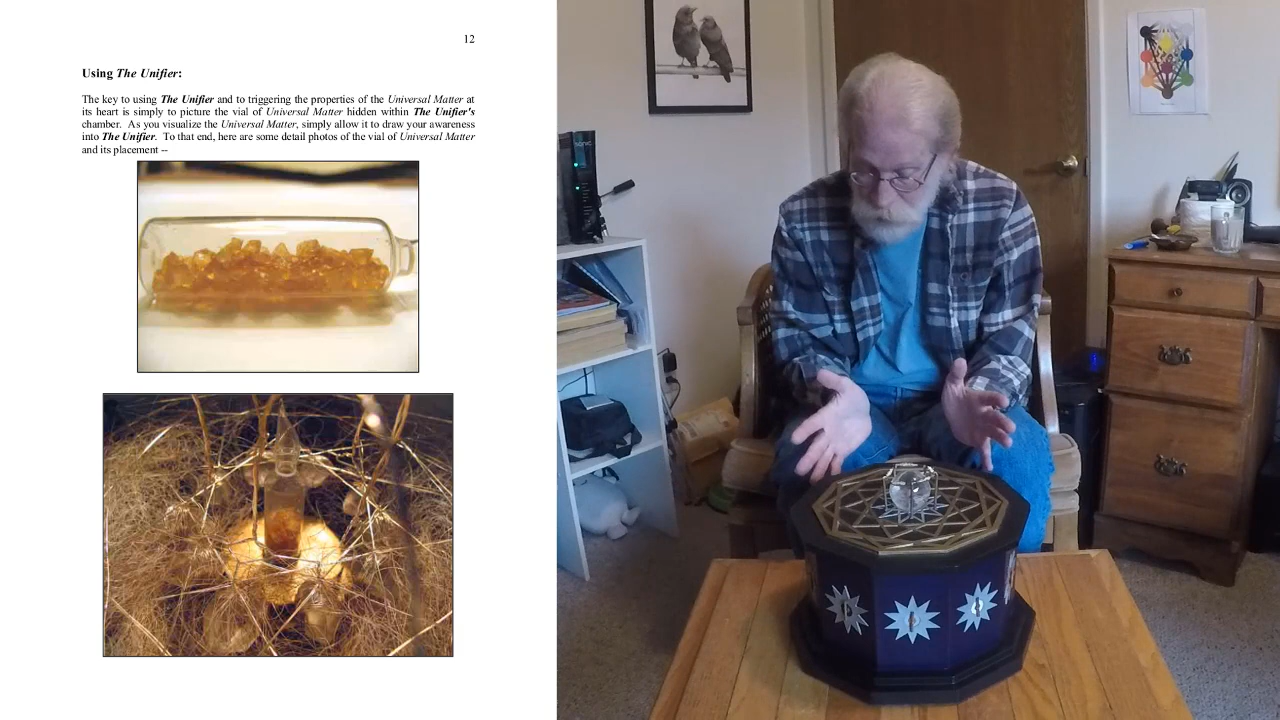 12
Using The Unifier:
The key to using The Unifier and to triggering the properties of the Universal Matter at
its heart is simply to picture the vial of Universal Matter hidden within The Unifier's
chamber. As you visualize the Universal Matter, simply allow it to draw your awareness
into The Unifier. To that end, here are some detail photos of the vial of Universal Matter
and its placement --